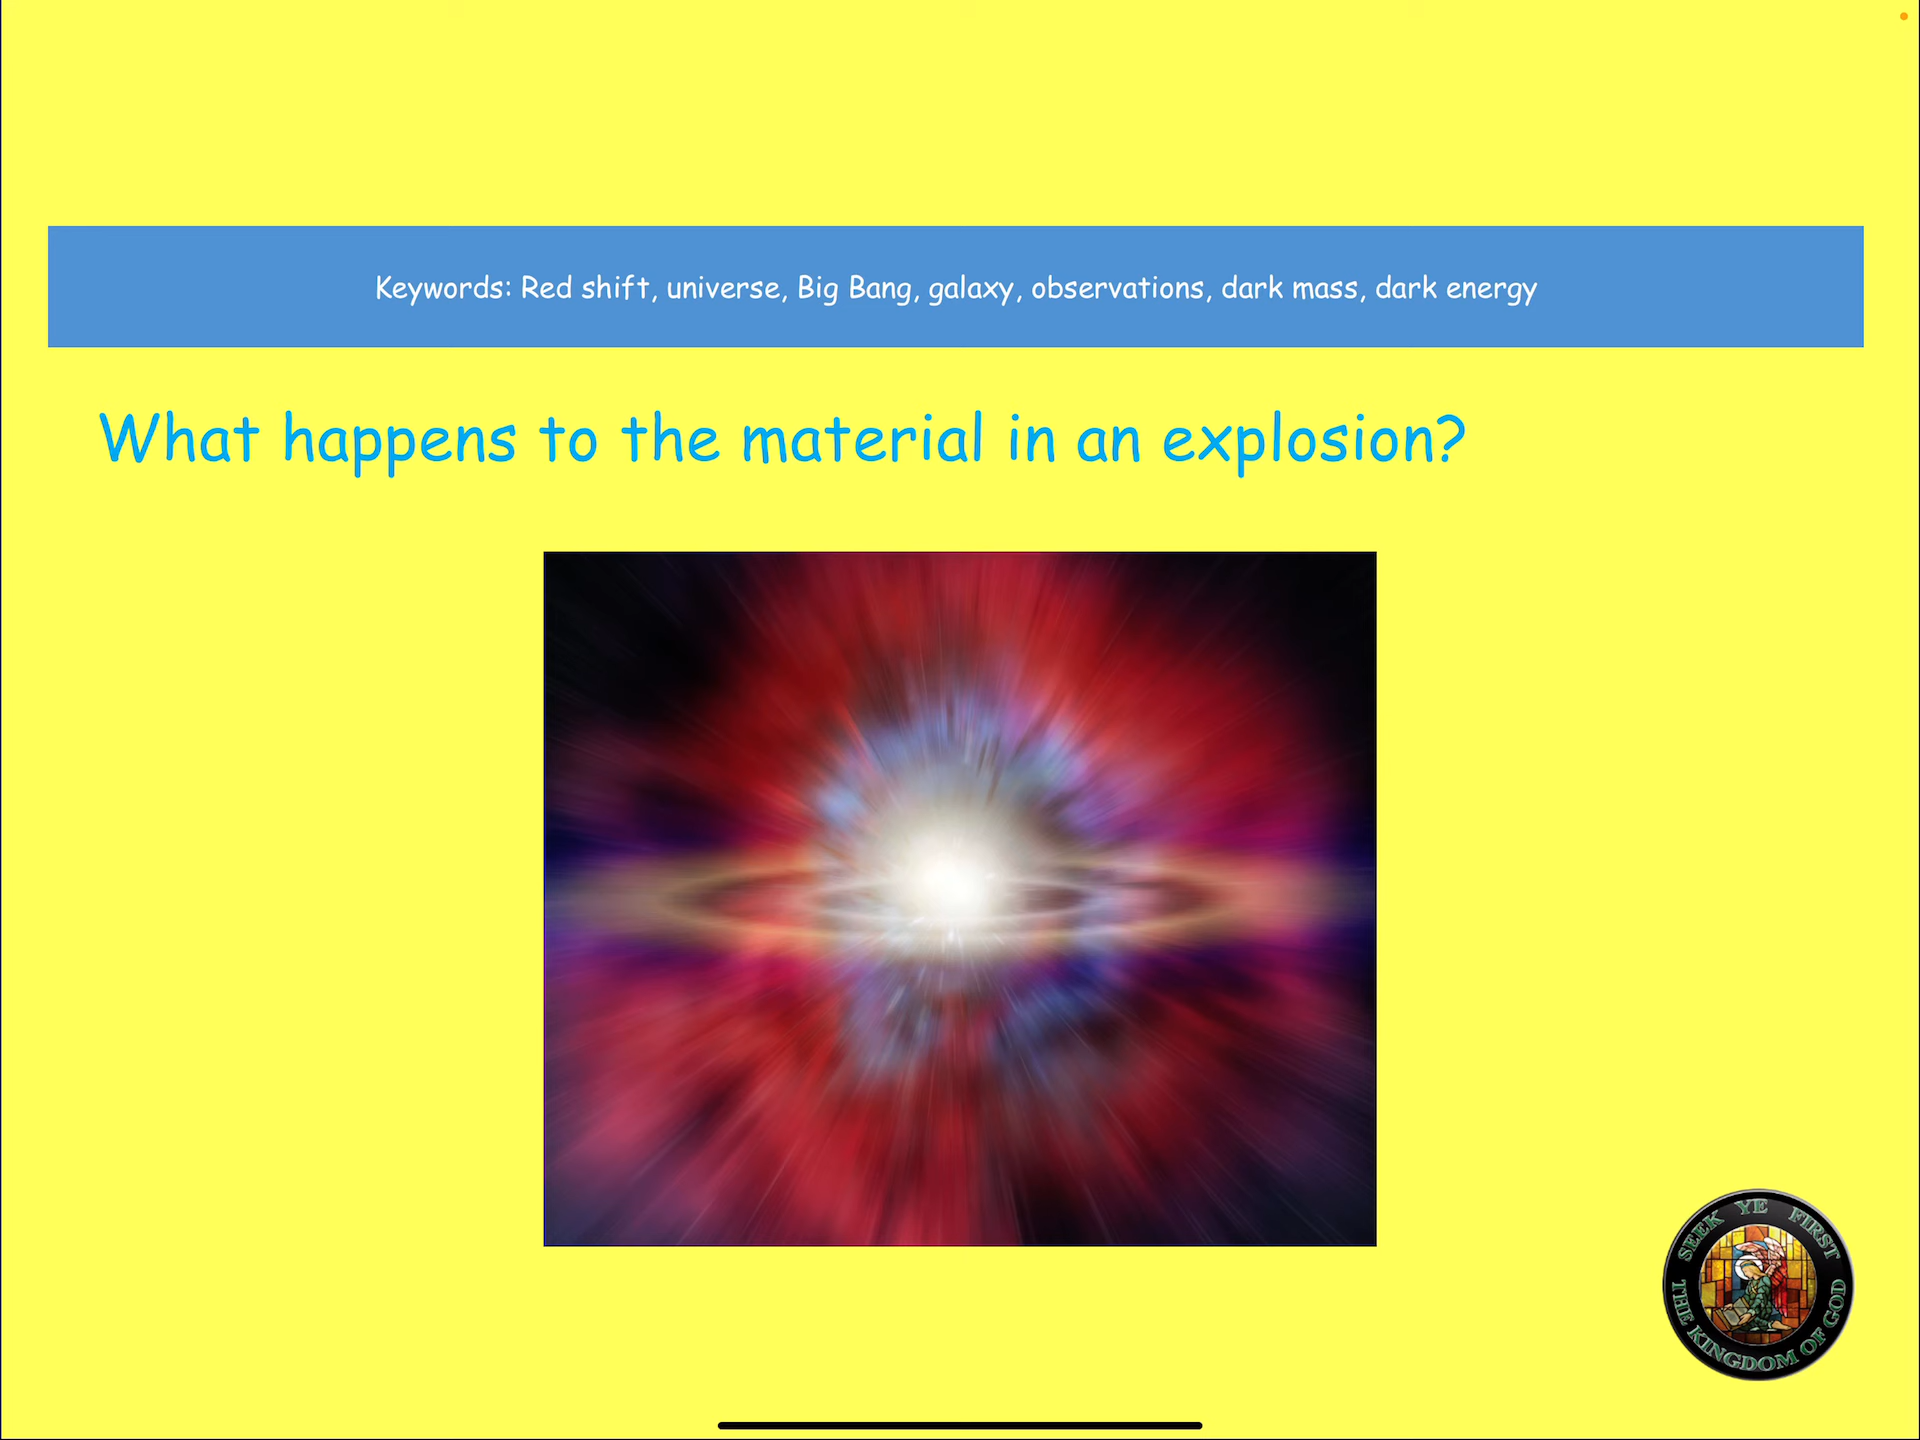 Keywords: Red shift, universe, Big Bang, galaxy, observations, dark mass, dark energy
What happens to the material in an explosion?
SEEK YE FIRST
THE KINGDOM OF GOD